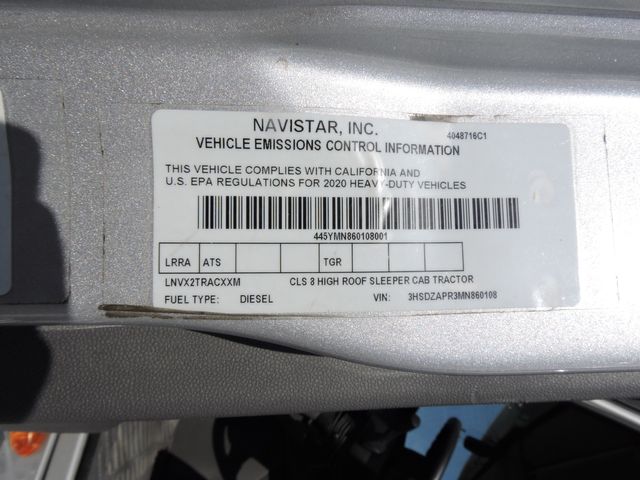 NAVISTAR, INC.
4048716C1
VEHICLE EMISSIONS CONTROL INFORMATION
THIS VEHICLE COMPLIES WITH CALIFORNIA AND
U.S. EPA REGULATIONS FOR 2020 HEAVY-DUTY VEHICLES
445YMN860108001
LRRA ATS TGR
LNVX2TRACXXM CLS 8 HIGH ROOF SLEEPER CAB TRACTOR
FUEL TYPE: DIESEL VIN: 3HSDZAPR3MN860108